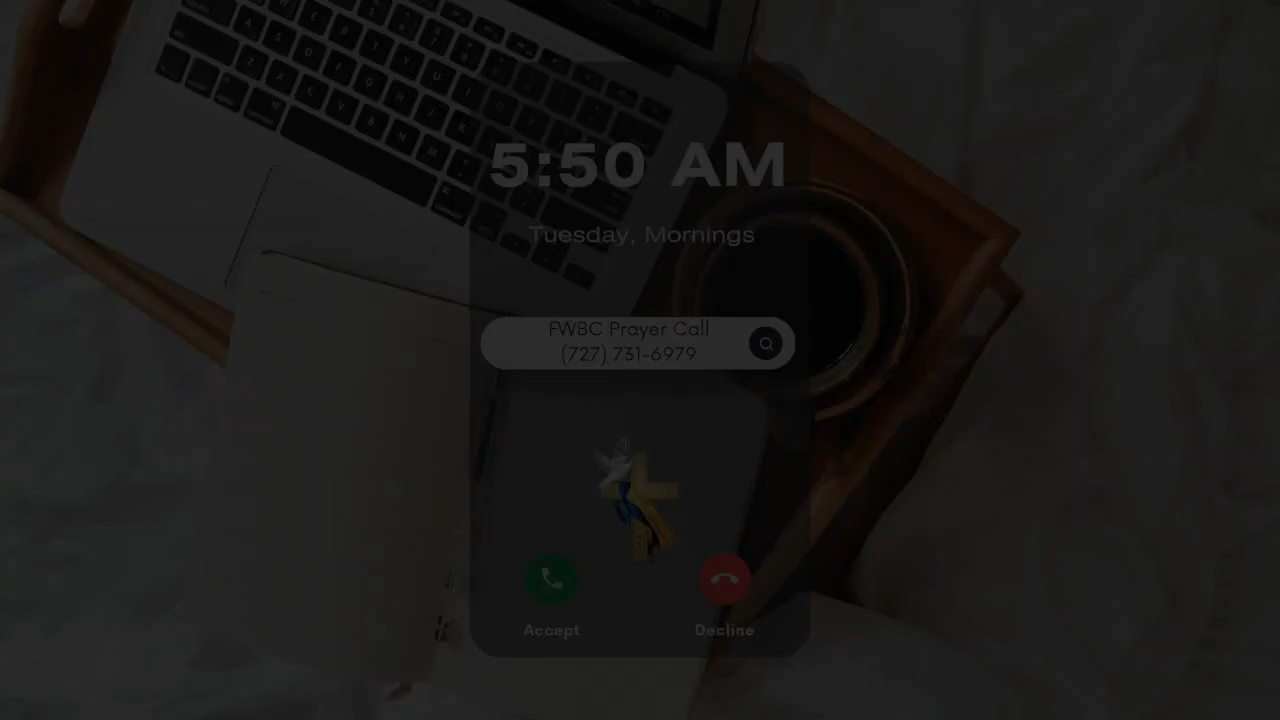 5:50 AM
Tuesday, Mornings
FWBC Prayer Call
(727) 731-6979
Accept
Decline